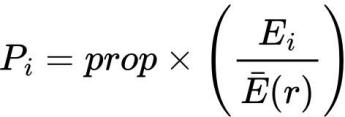 P_i = prop × ( E_i / Ē(r) )